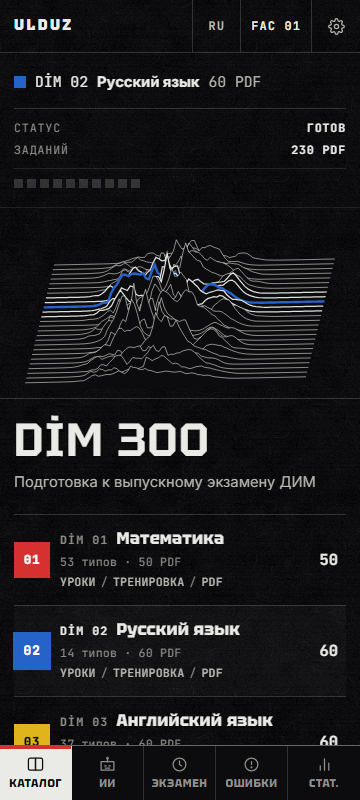 ULDUZ
RU
FAC 01
DİM 02 Русский язык 60 PDF
СТАТУС ГОТОВ
ЗАДАНИЙ 230 PDF
DİM 300
Подготовка к выпускному экзамену ДИМ
01 DİM 01 Математика
53 типов · 50 PDF 50
УРОКИ / ТРЕНИРОВКА / PDF
02 DİM 02 Русский язык
14 типов · 60 PDF 60
УРОКИ / ТРЕНИРОВКА / PDF
03 DİM 03 Английский язык
60
КАТАЛОГ
ИИ
ЭКЗАМЕН
ОШИБКИ
СТАТ.